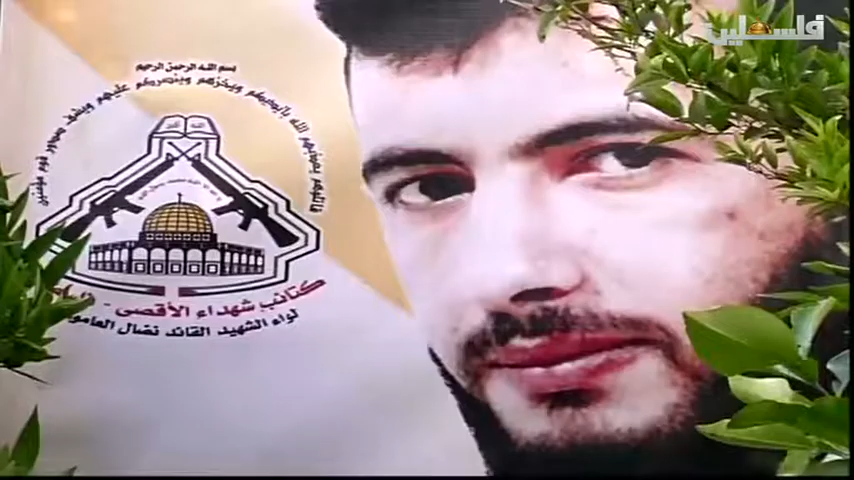 فلسطين
بسم الله الرحمن الرحيم
قاتلوهم يعذبهم الله بأيديكم ويخزهم وينصركم عليهم ويشف صدور قوم مؤمنين
كتائب شهداء الأقصى
لواء الشهيد القائد نضال العامو